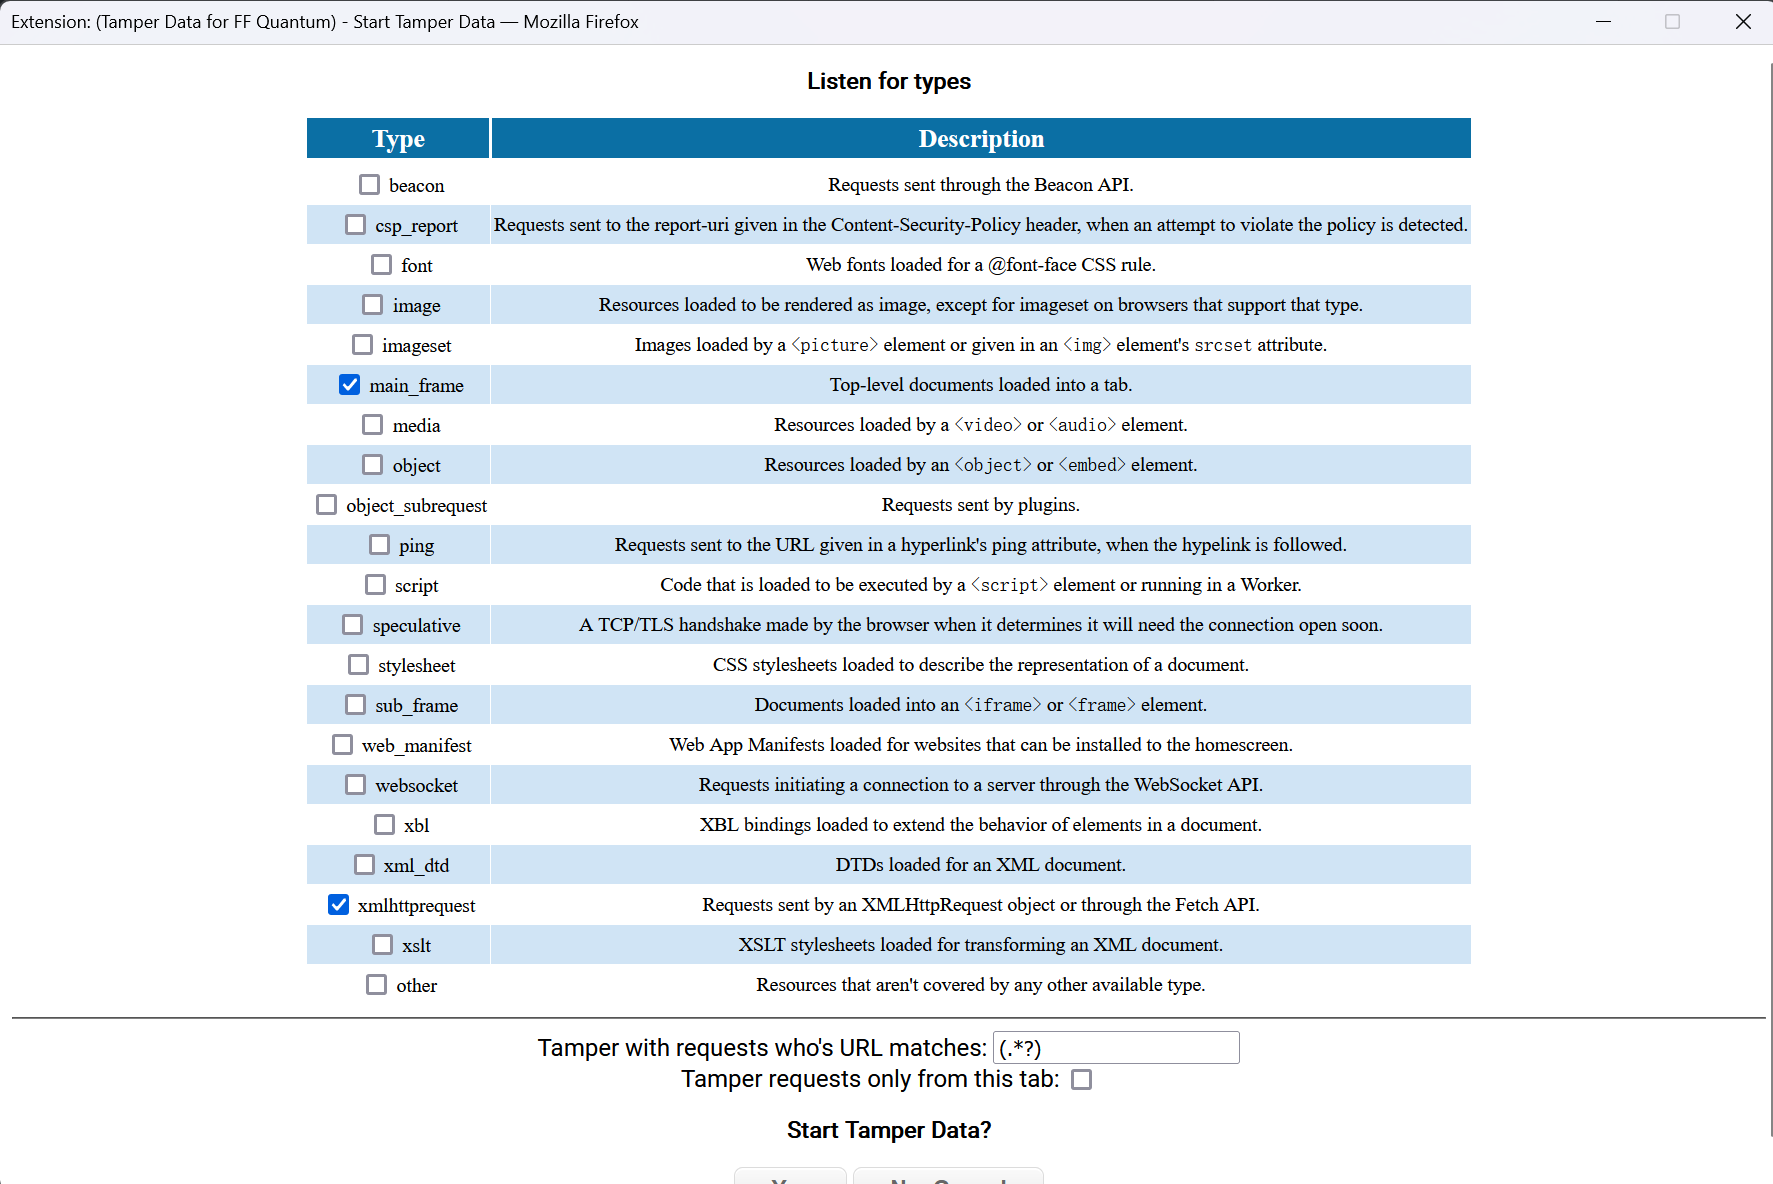 Extension: (Tamper Data for FF Quantum) - Start Tamper Data — Mozilla Firefox
Listen for types
Type Description
beacon Requests sent through the Beacon API.
csp_report Requests sent to the report-uri given in the Content-Security-Policy header, when an attempt to violate the policy is detected.
font Web fonts loaded for a @font-face CSS rule.
image Resources loaded to be rendered as image, except for imageset on browsers that support that type.
imageset Images loaded by a <picture> element or given in an <img> element's srcset attribute.
main_frame Top-level documents loaded into a tab.
media Resources loaded by a <video> or <audio> element.
object Resources loaded by an <object> or <embed> element.
object_subrequest Requests sent by plugins.
ping Requests sent to the URL given in a hyperlink's ping attribute, when the hypelink is followed.
script Code that is loaded to be executed by a <script> element or running in a Worker.
speculative A TCP/TLS handshake made by the browser when it determines it will need the connection open soon.
stylesheet CSS stylesheets loaded to describe the representation of a document.
sub_frame Documents loaded into an <iframe> or <frame> element.
web_manifest Web App Manifests loaded for websites that can be installed to the homescreen.
websocket Requests initiating a connection to a server through the WebSocket API.
xbl XBL bindings loaded to extend the behavior of elements in a document.
xml_dtd DTDs loaded for an XML document.
xmlhttprequest Requests sent by an XMLHttpRequest object or through the Fetch API.
xslt XSLT stylesheets loaded for transforming an XML document.
other Resources that aren't covered by any other available type.
Tamper with requests who's URL matches: (.*?)
Tamper requests only from this tab:
Start Tamper Data?